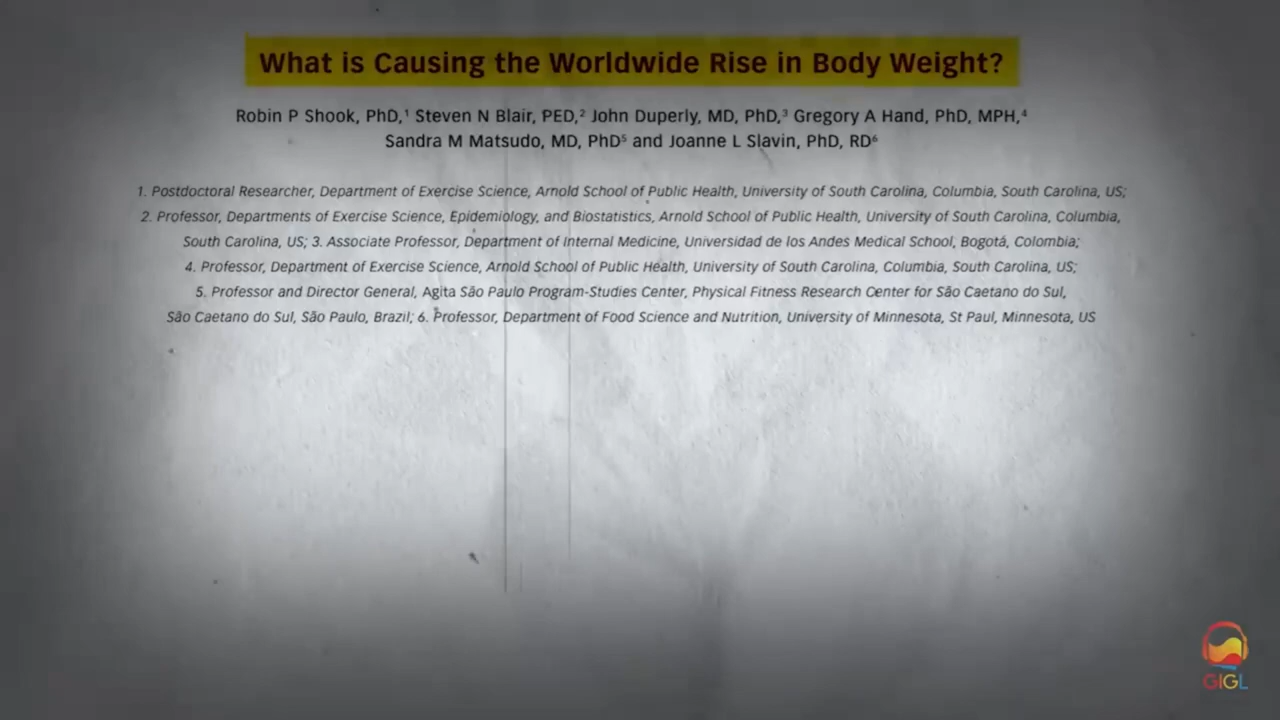 What is Causing the Worldwide Rise in Body Weight?
Robin P Shook, PhD,¹ Steven N Blair, PED,² John Duperly, MD, PhD,³ Gregory A Hand, PhD, MPH,⁴
Sandra M Matsudo, MD, PhD⁵ and Joanne L Slavin, PhD, RD⁶
1. Postdoctoral Researcher, Department of Exercise Science, Arnold School of Public Health, University of South Carolina, Columbia, South Carolina, US;
2. Professor, Departments of Exercise Science, Epidemiology, and Biostatistics, Arnold School of Public Health, University of South Carolina, Columbia,
South Carolina, US; 3. Associate Professor, Department of Internal Medicine, Universidad de los Andes Medical School, Bogotá, Colombia;
4. Professor, Department of Exercise Science, Arnold School of Public Health, University of South Carolina, Columbia, South Carolina, US;
5. Professor and Director General, Agita São Paulo Program-Studies Center, Physical Fitness Research Center for São Caetano do Sul,
São Caetano do Sul, São Paulo, Brazil; 6. Professor, Department of Food Science and Nutrition, University of Minnesota, St Paul, Minnesota, US
GIGL